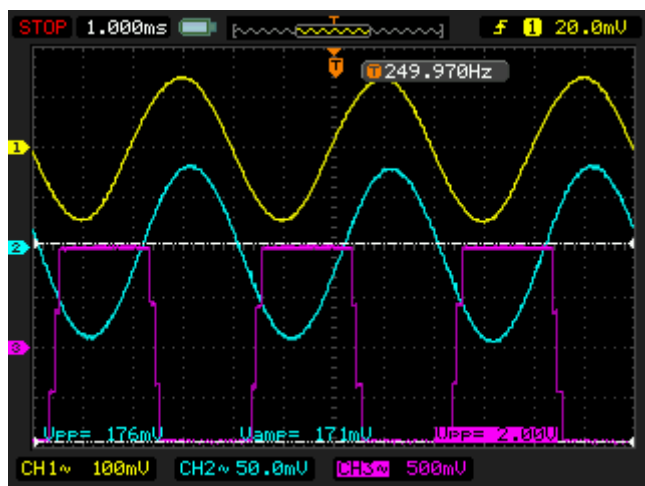 STOP 1.000ms T 1 20.0mV
T T 249.970Hz
1
2
3
Vpp= 176mV Vamp= 171mV Vpp= 2.00V
CH1~ 100mV CH2~ 50.0mV CH3~ 500mV